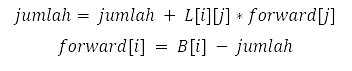 jumlah = jumlah + L[i][j] * forward[j]
forward[i] = B[i] − jumlah